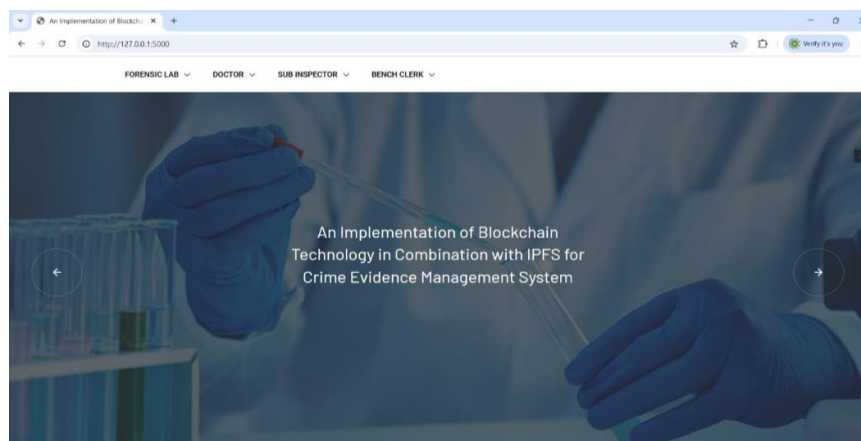 An Implementation of Blockch
http://127.0.0.1:5000
Verify it's you
FORENSIC LAB DOCTOR SUB INSPECTOR BENCH CLERK
An Implementation of Blockchain
Technology in Combination with IPFS for
Crime Evidence Management System